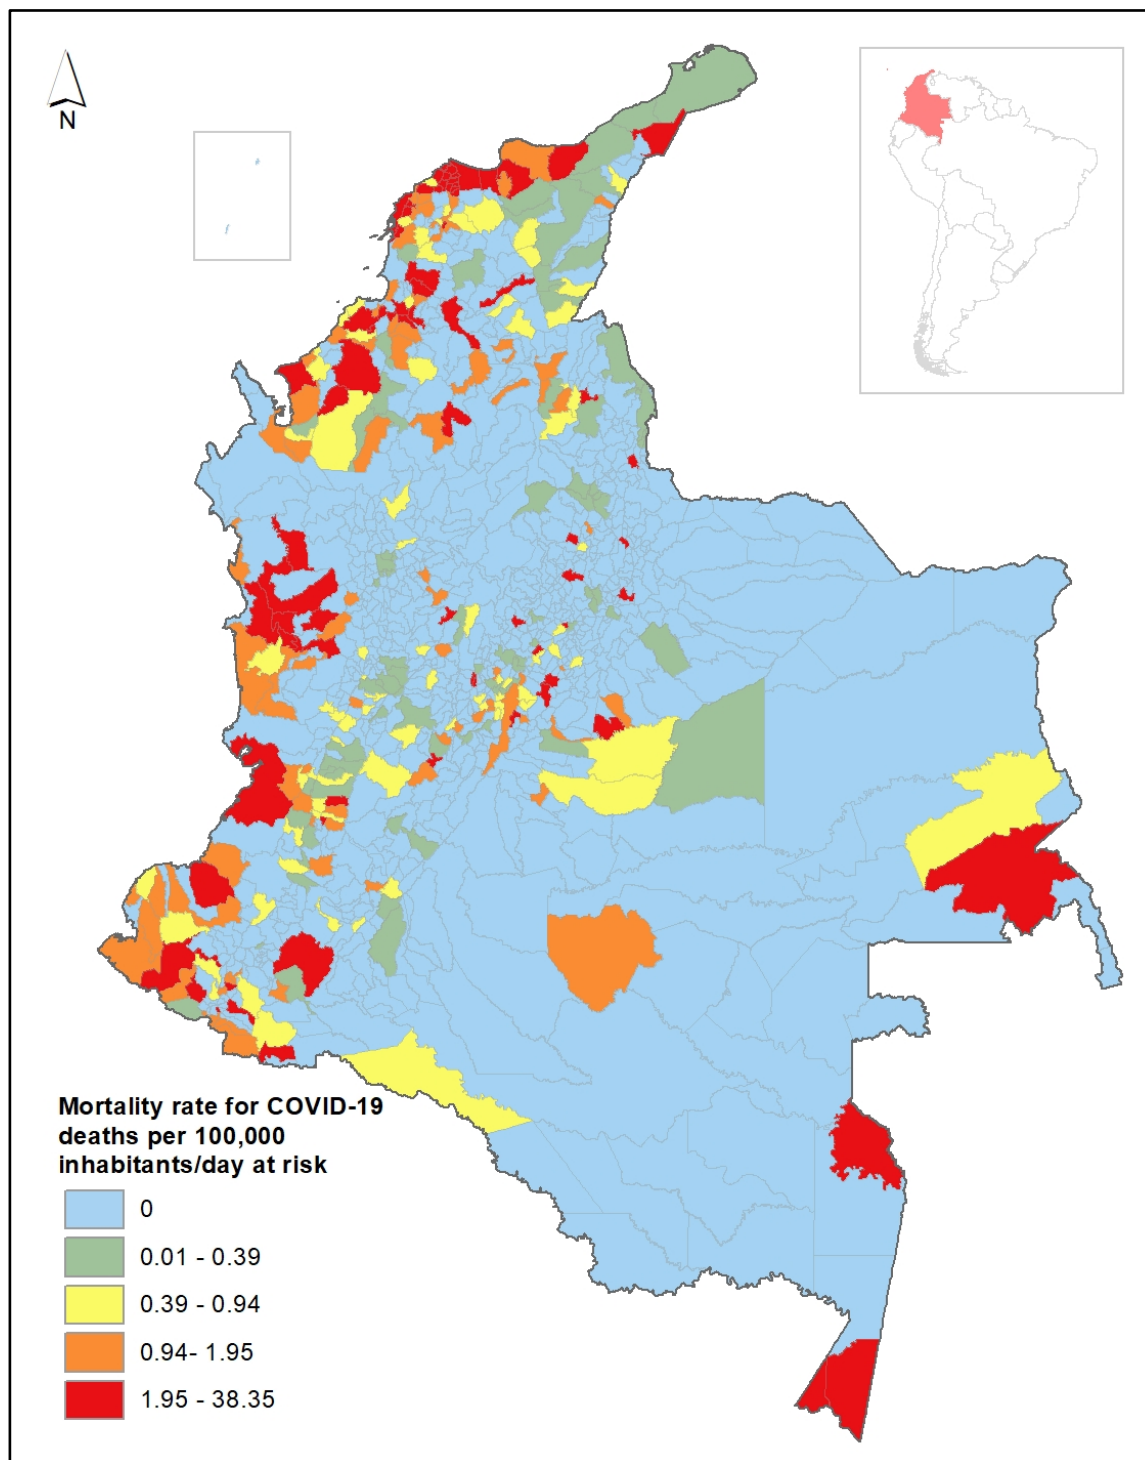 N
Mortality rate for COVID-19
deaths per 100,000
inhabitants/day at risk
0
0.01 - 0.39
0.39 - 0.94
0.94- 1.95
1.95 - 38.35